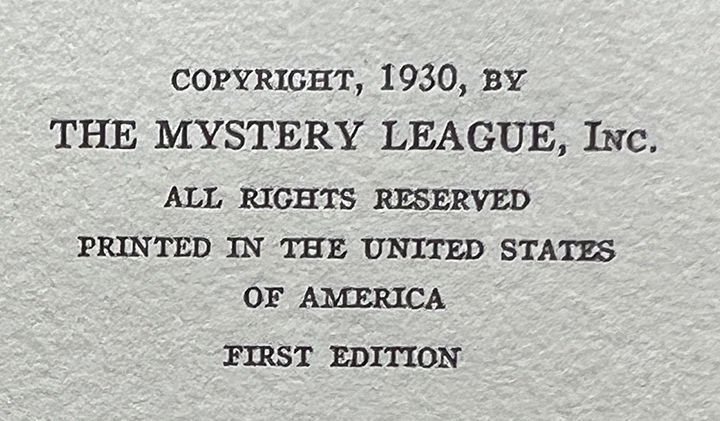 COPYRIGHT, 1930, BY
THE MYSTERY LEAGUE, INC.
ALL RIGHTS RESERVED
PRINTED IN THE UNITED STATES
OF AMERICA
FIRST EDITION